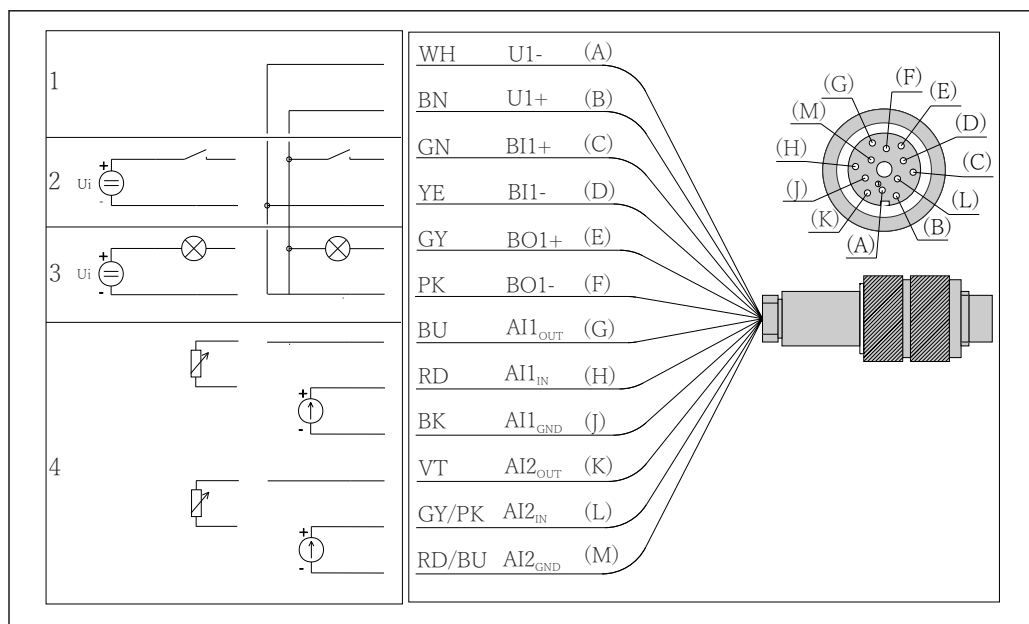 1
2 Ui + -
3 Ui + -
4
+ -
+ -
WH U1- (A)
BN U1+ (B)
GN BI1+ (C)
YE BI1- (D)
GY BO1+ (E)
PK BO1- (F)
BU AI1OUT (G)
RD AI1IN (H)
BK AI1GND (J)
VT AI2OUT (K)
GY/PK AI2IN (L)
RD/BU AI2GND (M)
(F)
(G) (E)
(M) (D)
(H) (C)
(J) (L)
(K) (B)
(A)